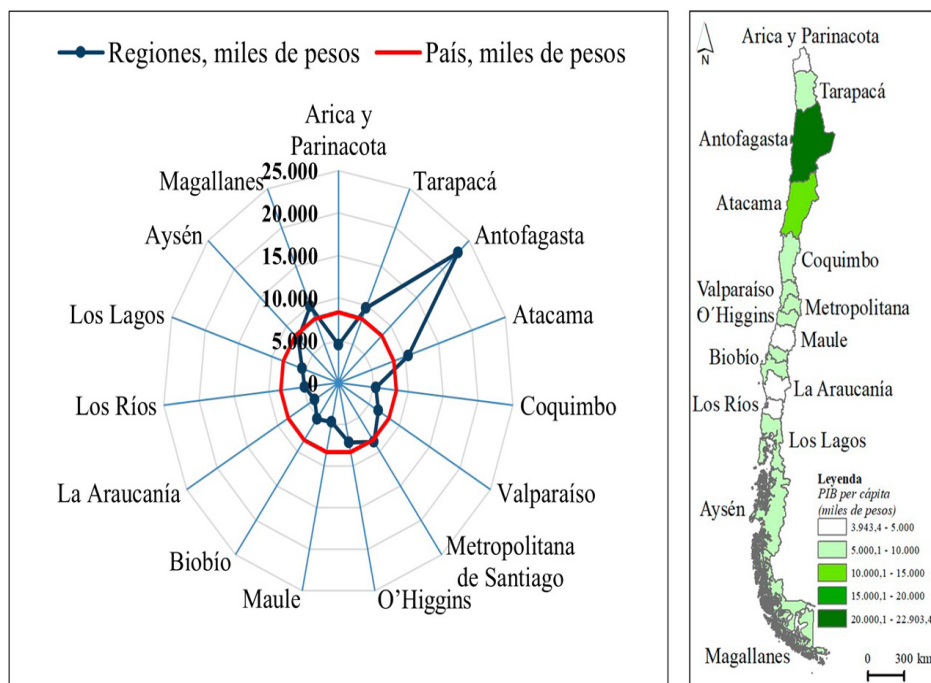 Regiones, miles de pesos
País, miles de pesos
Arica y
Parinacota
Tarapacá
Antofagasta
Atacama
Coquimbo
Valparaíso
Metropolitana
de Santiago
O’Higgins
Maule
Biobío
La Araucanía
Los Ríos
Los Lagos
Aysén
Magallanes
25.000
20.000
15.000
10.000
5.000
0
N
Arica y Parinacota
Tarapacá
Antofagasta
Atacama
Coquimbo
Valparaíso
O´Higgins
Metropolitana
Maule
Biobío
La Araucanía
Los Ríos
Los Lagos
Aysén
Magallanes
Leyenda
PIB per cápita
(miles de pesos)
3.943,4 - 5.000
5.000,1 - 10.000
10.000,1 - 15.000
15.000,1 - 20.000
20.000,1 - 22.903,4
0 300 km